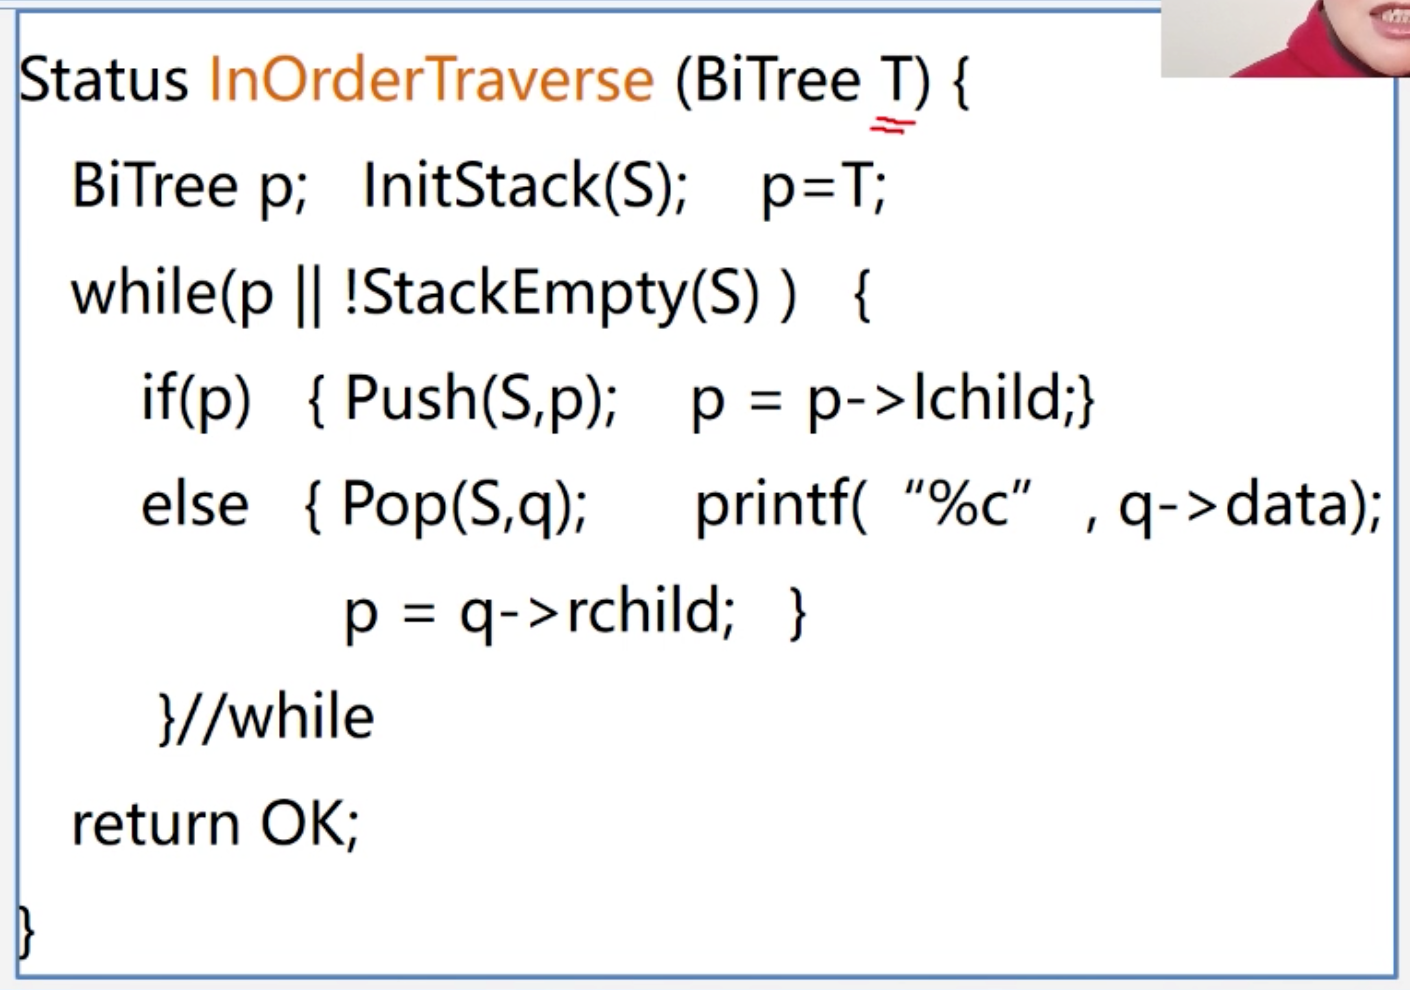 Status InOrderTraverse (BiTree T) {
BiTree p; InitStack(S); p=T;
while(p || !StackEmpty(S) ) {
if(p) { Push(S,p); p = p->lchild;}
else { Pop(S,q); printf( “%c” , q->data);
p = q->rchild; }
}//while
return OK;
}